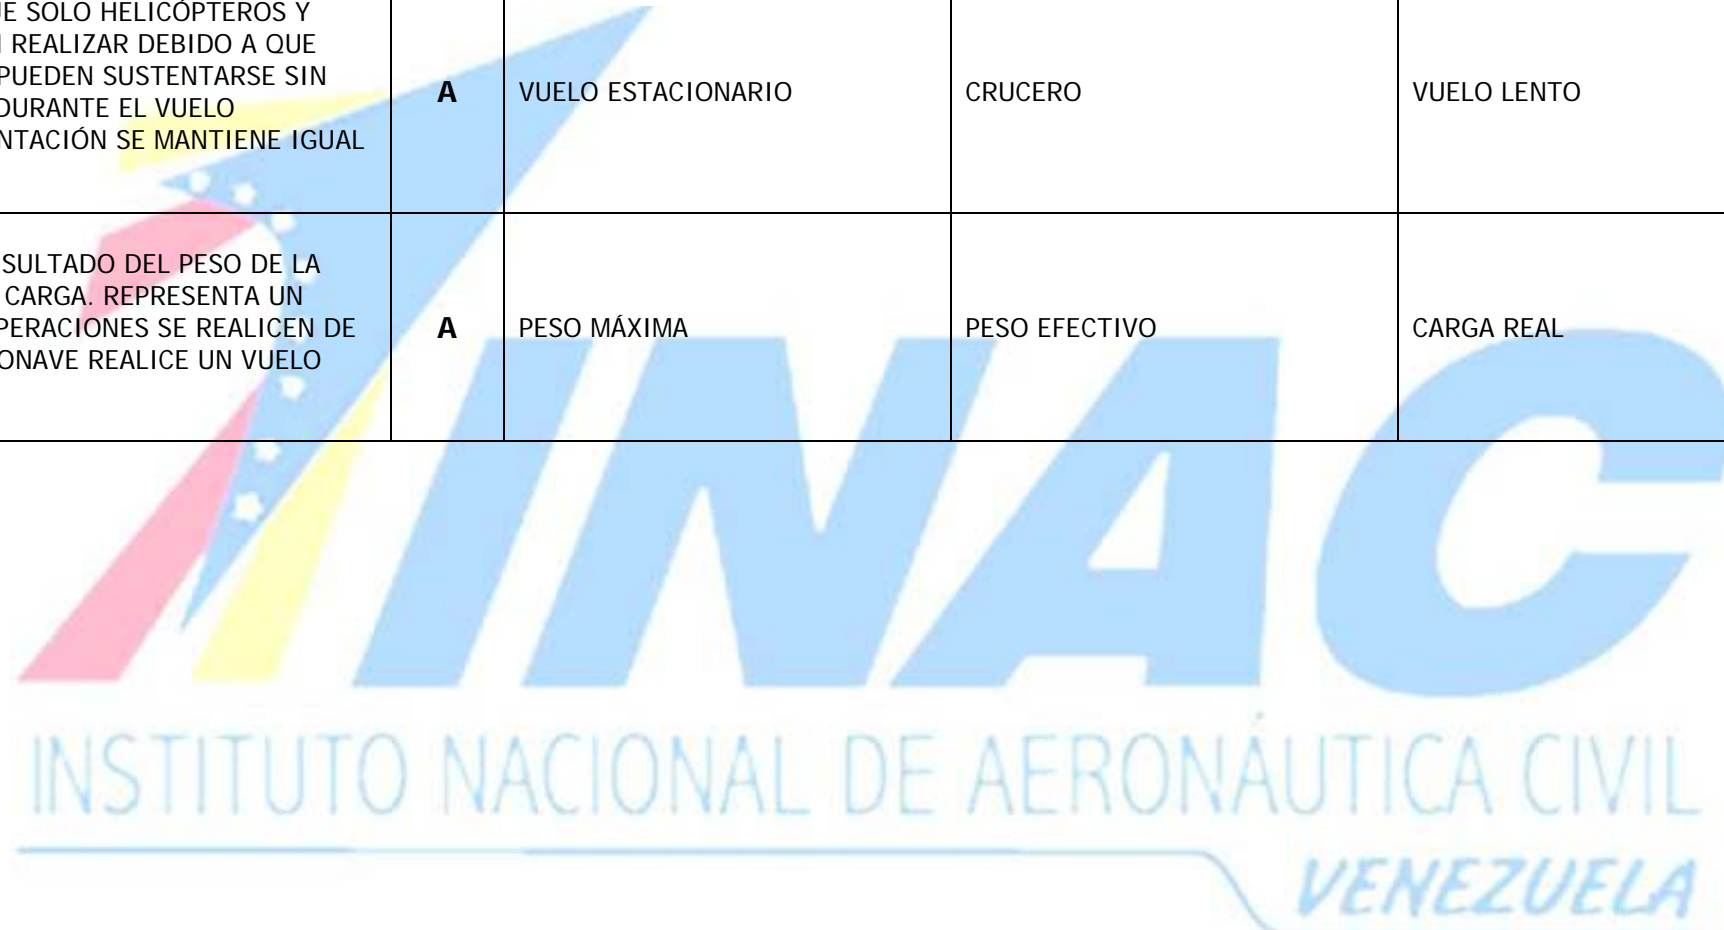 UE SOLO HELICÓPTEROS Y
REALIZAR DEBIDO A QUE
PUEDEN SUSTENTARSE SIN
DURANTE EL VUELO
NTACIÓN SE MANTIENE IGUAL
A
VUELO ESTACIONARIO
CRUCERO
VUELO LENTO
SULTADO DEL PESO DE LA
CARGA. REPRESENTA UN
PERACIONES SE REALICEN DE
ONAVE REALICE UN VUELO
A
PESO MÁXIMA
PESO EFECTIVO
CARGA REAL
INAC
INSTITUTO NACIONAL DE AERONÁUTICA CIVIL
VENEZUELA